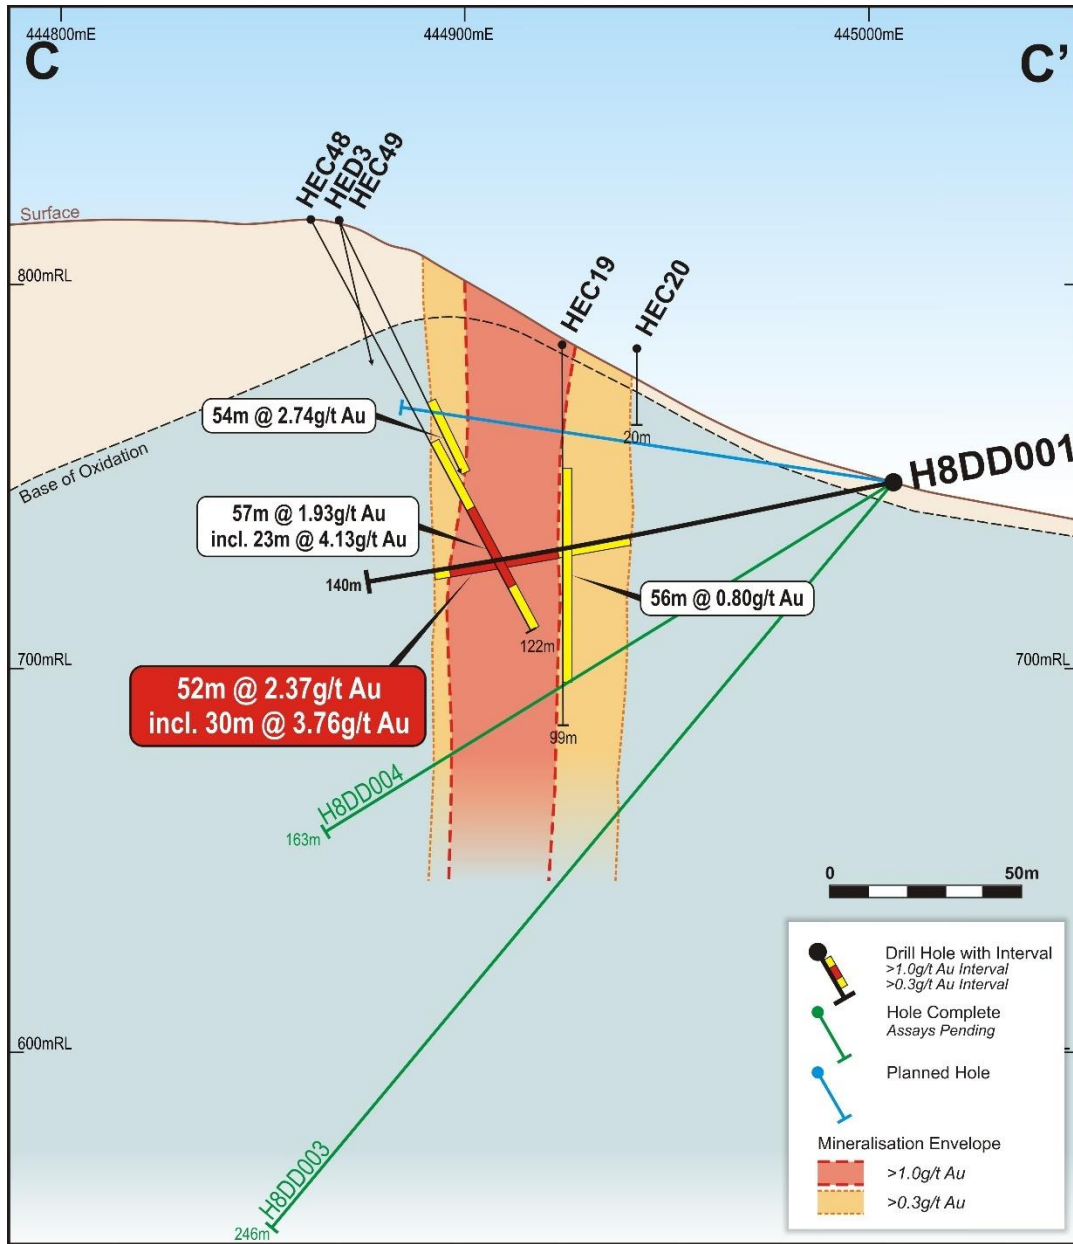 444800mE
444900mE
445000mE
C
C’
HEC48
HED3
HEC49
Surface
800mRL
HEC19
HEC20
54m @ 2.74g/t Au
20m
Base of Oxidation
H8DD001
57m @ 1.93g/t Au
incl. 23m @ 4.13g/t Au
140m
56m @ 0.80g/t Au
122m
700mRL
700mRL
52m @ 2.37g/t Au
incl. 30m @ 3.76g/t Au
99m
H8DD004
163m
0
50m
Drill Hole with Interval
>1.0g/t Au Interval
>0.3g/t Au Interval
Hole Complete
Assays Pending
600mRL
Planned Hole
Mineralisation Envelope
>1.0g/t Au
>0.3g/t Au
H8DD003
246m